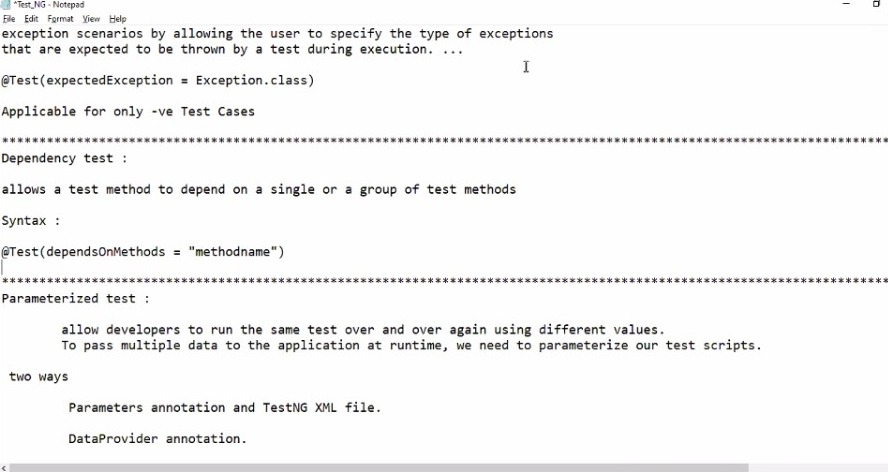 *Test_NG - Notepad
File Edit Format View Help
exception scenarios by allowing the user to specify the type of exceptions
that are expected to be thrown by a test during execution. ...
@Test(expectedException = Exception.class)
Applicable for only -ve Test Cases
***********************************************************************************************************************
Dependency test :
allows a test method to depend on a single or a group of test methods
Syntax :
@Test(dependsOnMethods = "methodname")
***********************************************************************************************************************
Parameterized test :
allow developers to run the same test over and over again using different values.
To pass multiple data to the application at runtime, we need to parameterize our test scripts.
two ways
Parameters annotation and TestNG XML file.
DataProvider annotation.